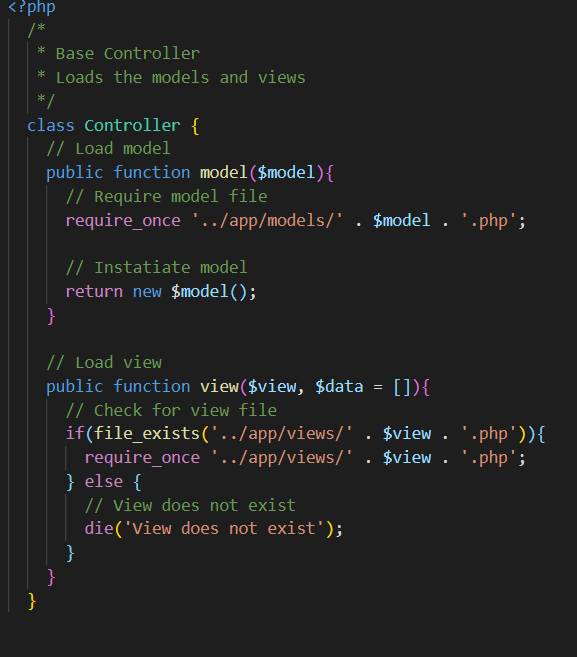 <?php
/*
* Base Controller
* Loads the models and views
*/
class Controller {
// Load model
public function model($model){
// Require model file
require_once '../app/models/' . $model . '.php';
// Instatiate model
return new $model();
}
// Load view
public function view($view, $data = []){
// Check for view file
if(file_exists('../app/views/' . $view . '.php')){
require_once '../app/views/' . $view . '.php';
} else {
// View does not exist
die('View does not exist');
}
}
}